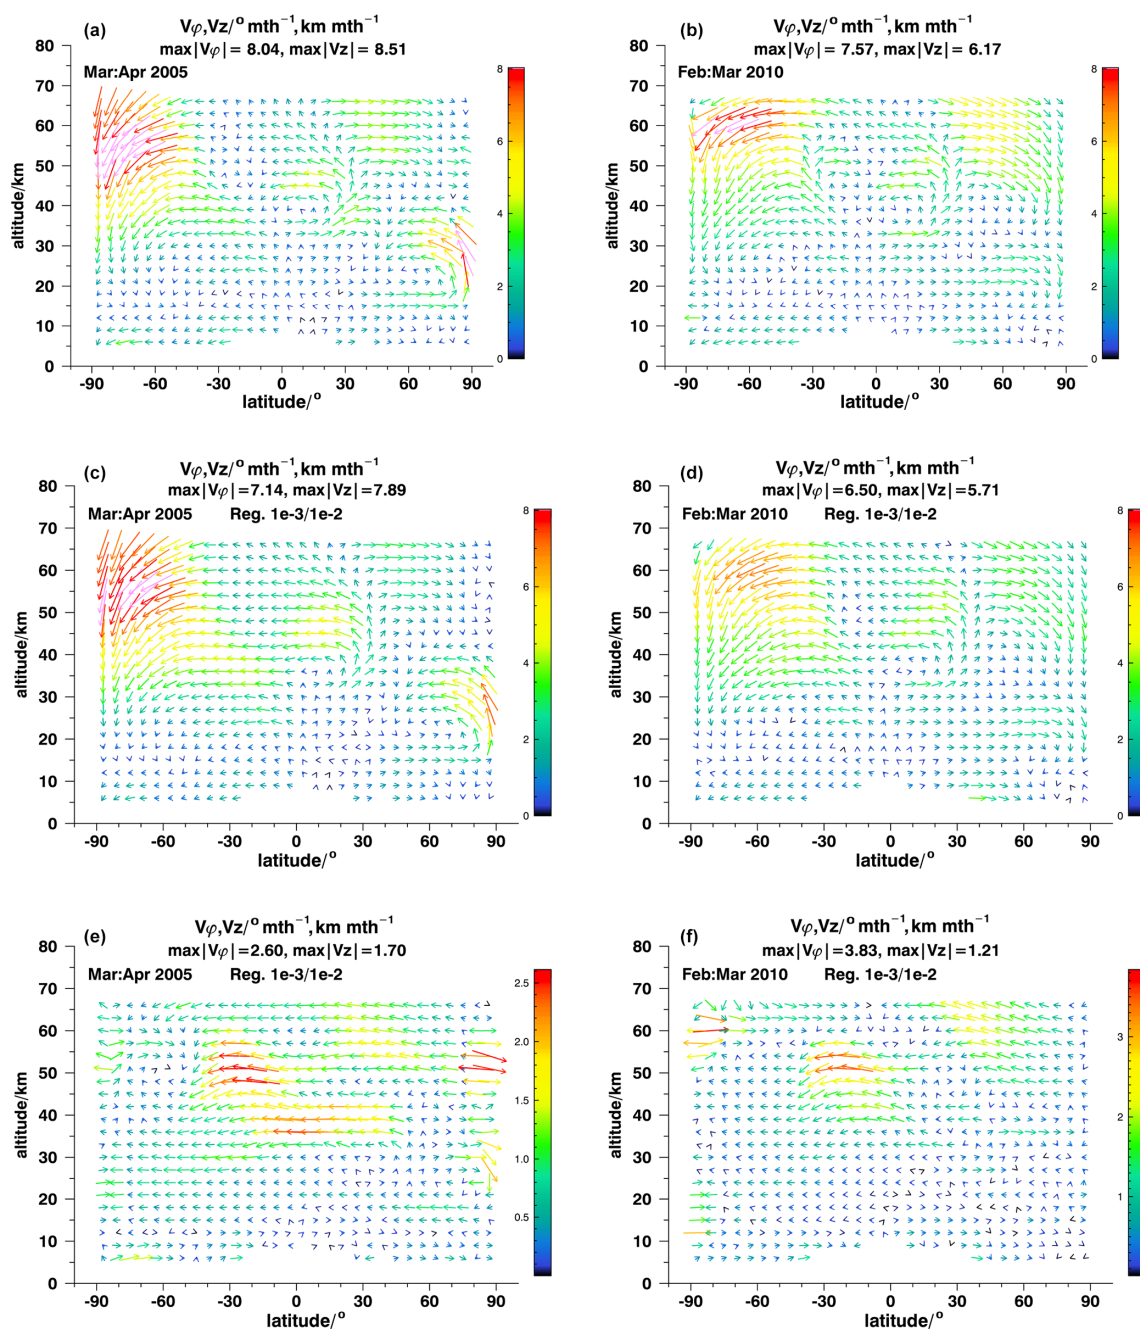 (a)
Vφ,Vz/° mth⁻¹, km mth⁻¹
max|Vφ| = 8.04, max|Vz| = 8.51
Mar:Apr 2005
80
70
60
50
40
30
20
10
0
altitude/km
-90 -60 -30 0 30 60 90
latitude/°
8
6
4
2
0
(b)
Vφ,Vz/° mth⁻¹, km mth⁻¹
max|Vφ| = 7.57, max|Vz| = 6.17
Feb:Mar 2010
80
70
60
50
40
30
20
10
0
altitude/km
-90 -60 -30 0 30 60 90
latitude/°
8
6
4
2
0
(c)
Vφ,Vz/° mth⁻¹, km mth⁻¹
max|Vφ|=7.14, max|Vz|=7.89
Mar:Apr 2005 Reg. 1e-3/1e-2
80
70
60
50
40
30
20
10
0
altitude/km
-90 -60 -30 0 30 60 90
latitude/°
8
6
4
2
0
(d)
Vφ,Vz/° mth⁻¹, km mth⁻¹
max|Vφ|=6.50, max|Vz|=5.71
Feb:Mar 2010 Reg. 1e-3/1e-2
80
70
60
50
40
30
20
10
0
altitude/km
-90 -60 -30 0 30 60 90
latitude/°
8
6
4
2
0
(e)
Vφ,Vz/° mth⁻¹, km mth⁻¹
max|Vφ|=2.60, max|Vz|=1.70
Mar:Apr 2005 Reg. 1e-3/1e-2
80
70
60
50
40
30
20
10
0
altitude/km
-90 -60 -30 0 30 60 90
latitude/°
2.5
2.0
1.5
1.0
0.5
(f)
Vφ,Vz/° mth⁻¹, km mth⁻¹
max|Vφ|=3.83, max|Vz|=1.21
Feb:Mar 2010 Reg. 1e-3/1e-2
80
70
60
50
40
30
20
10
0
altitude/km
-90 -60 -30 0 30 60 90
latitude/°
3
2
1